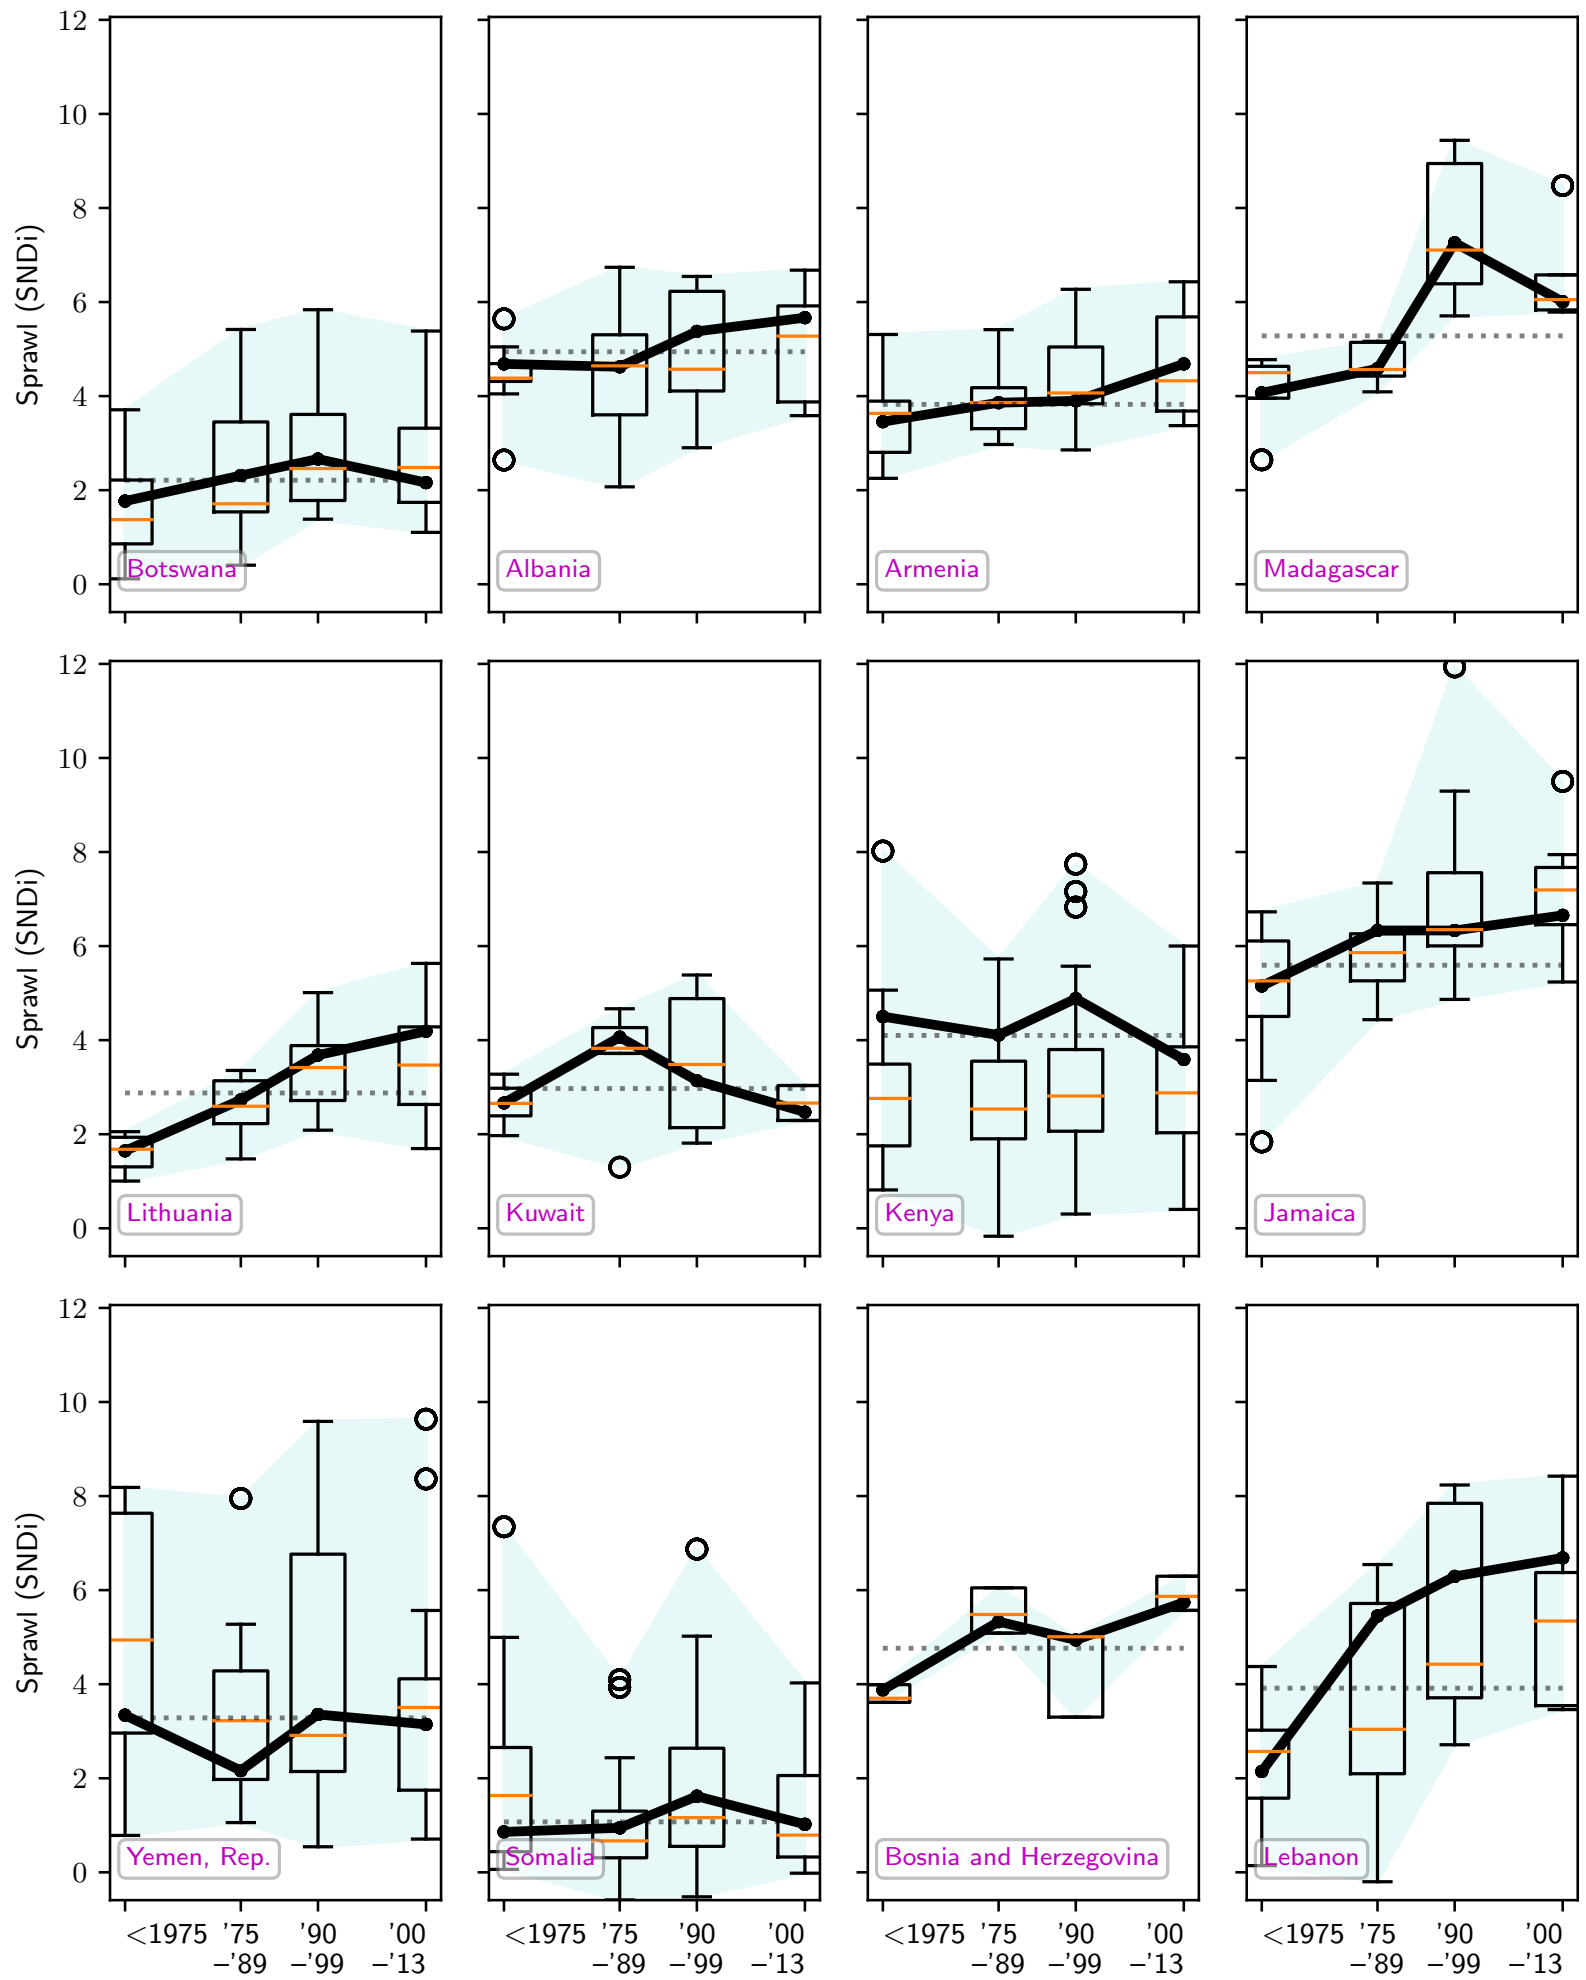 12
10
8
6
4
2
0
Sprawl (SNDi)
Botswana
Albania
Armenia
Madagascar
12
10
8
6
4
2
0
Sprawl (SNDi)
Lithuania
Kuwait
Kenya
Jamaica
12
10
8
6
4
2
0
Sprawl (SNDi)
Yemen, Rep.
Somalia
Bosnia and Herzegovina
Lebanon
<1975 '75 '90 '00
–'89 –'99 –'13
<1975 '75 '90 '00
–'89 –'99 –'13
<1975 '75 '90 '00
–'89 –'99 –'13
<1975 '75 '90 '00
–'89 –'99 –'13